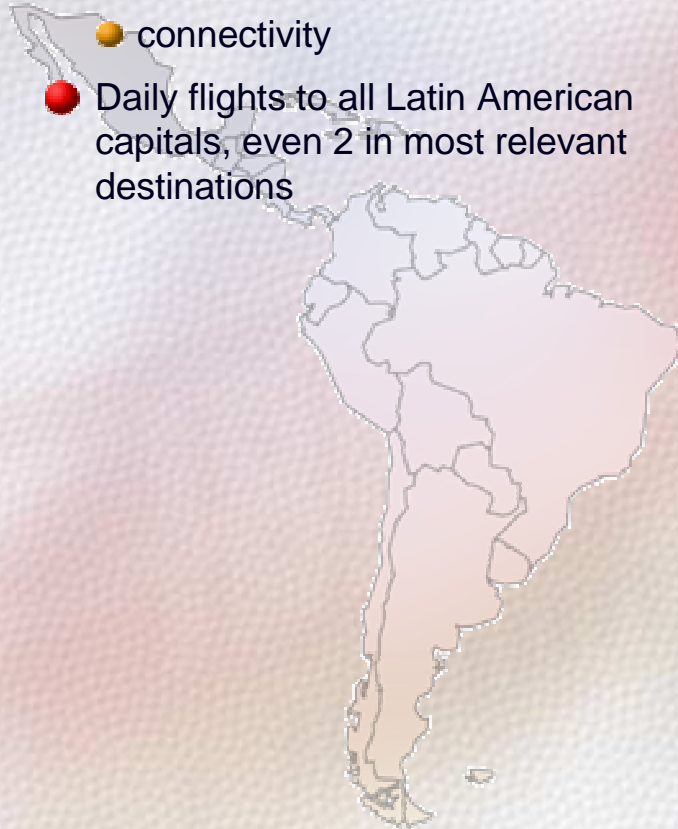 connectivity
Daily flights to all Latin American
capitals, even 2 in most relevant
destinations